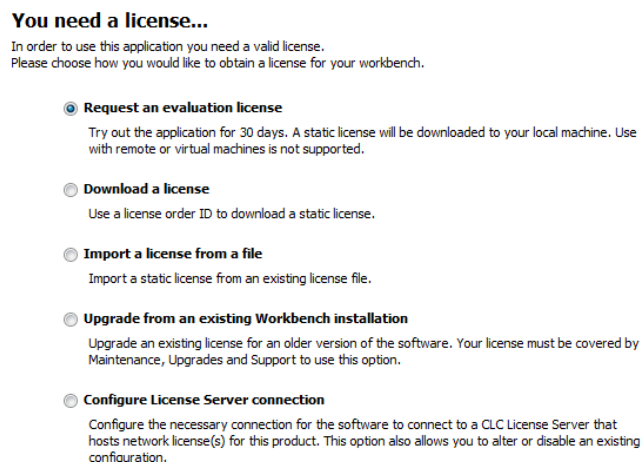 You need a license...
In order to use this application you need a valid license.
Please choose how you would like to obtain a license for your workbench.
Request an evaluation license
Try out the application for 30 days. A static license will be downloaded to your local machine. Use
with remote or virtual machines is not supported.
Download a license
Use a license order ID to download a static license.
Import a license from a file
Import a static license from an existing license file.
Upgrade from an existing Workbench installation
Upgrade an existing license for an older version of the software. Your license must be covered by
Maintenance, Upgrades and Support to use this option.
Configure License Server connection
Configure the necessary connection for the software to connect to a CLC License Server that
hosts network license(s) for this product. This option also allows you to alter or disable an existing
configuration.